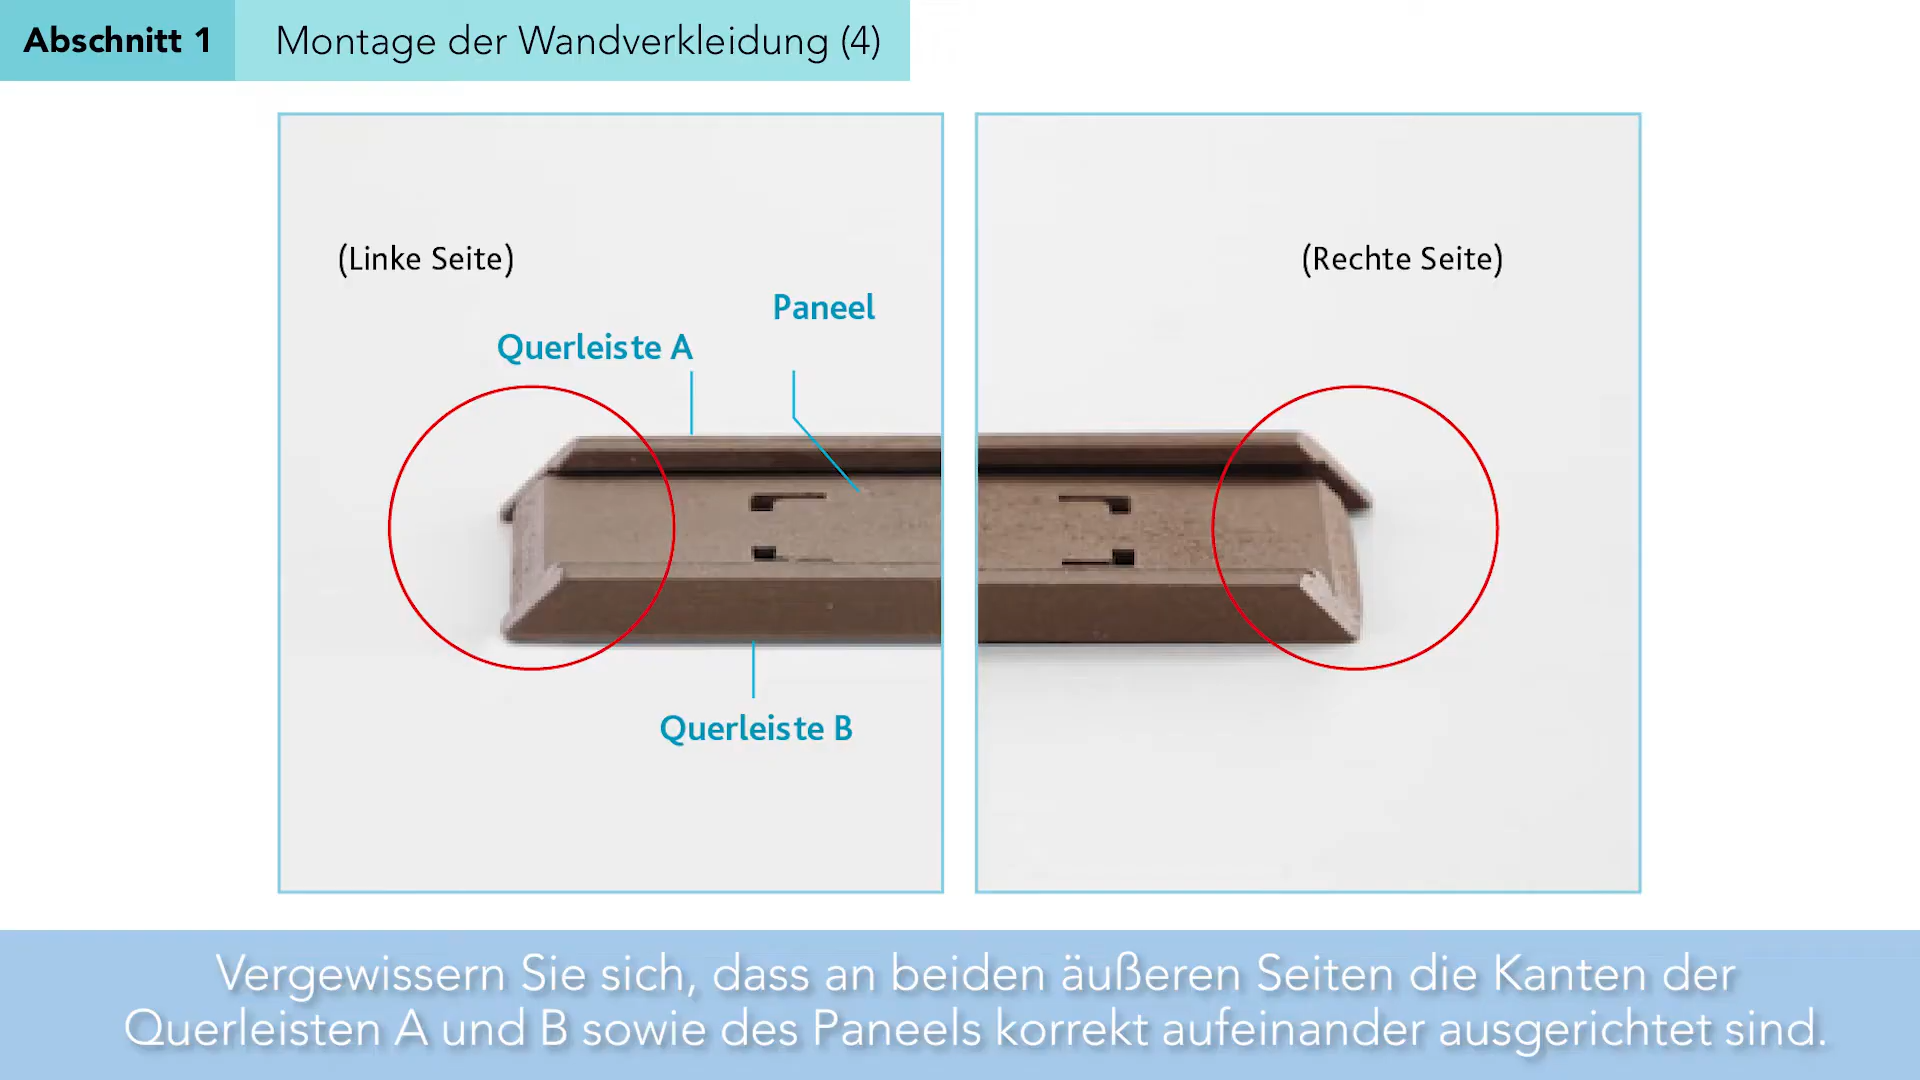 Abschnitt 1
Montage der Wandverkleidung (4)
(Linke Seite)
(Rechte Seite)
Paneel
Querleiste A
Querleiste B
Vergewissern Sie sich, dass an beiden äußeren Seiten die Kanten der
Querleisten A und B sowie des Paneels korrekt aufeinander ausgerichtet sind.